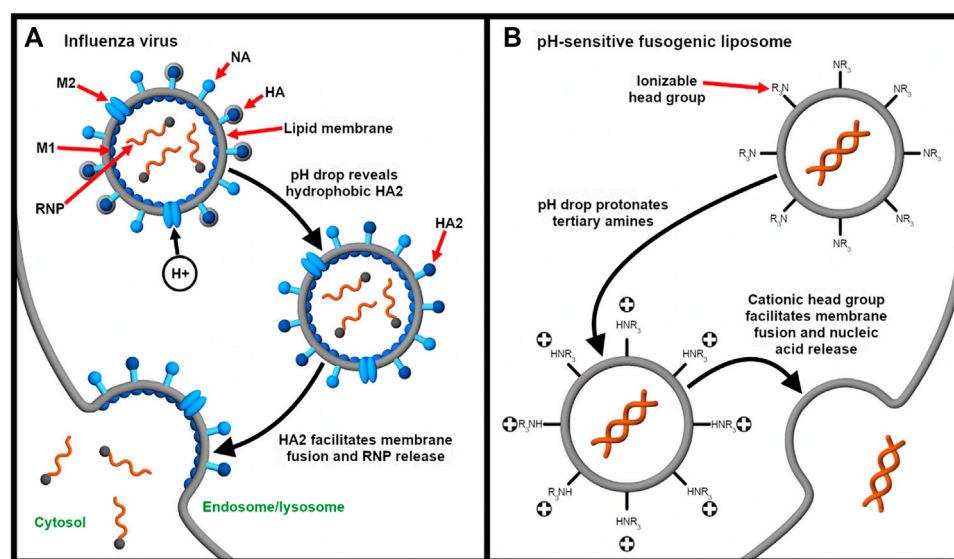 A
Influenza virus
NA
M2
HA
Lipid membrane
M1
RNP
pH drop reveals
hydrophobic HA2
H+
HA2
HA2 facilitates membrane
fusion and RNP release
Cytosol
Endosome/lysosome
B
pH-sensitive fusogenic liposome
Ionizable
head group
NR₃
R₃N
NR₃
R₃N
NR₃
R₃N
NR₃
NR₃
pH drop protonates
tertiary amines
Cationic head group
facilitates membrane
fusion and nucleic
acid release
+
HNR₃
+
HNR₃
+
HNR₃
+
R₃NH
HNR₃
+
+
R₃NH
HNR₃
+
HNR₃
+